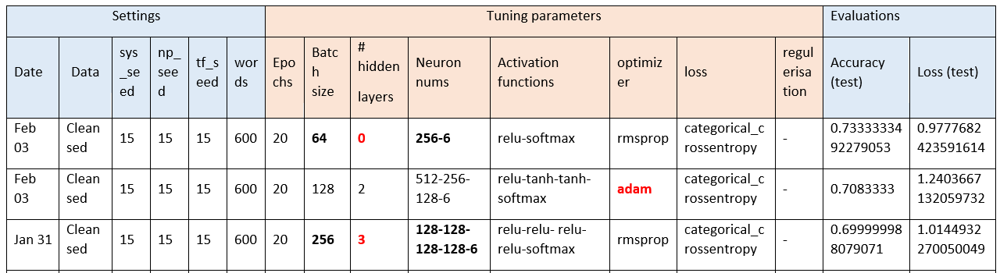 Settings Tuning parameters Evaluations
Date Data sys_seed np_seed tf_seed words Epochs Batch size # hidden layers Neuron nums Activation functions optimizer loss regulerisation Accuracy (test) Loss (test)
Feb 03 Cleansed 15 15 15 600 20 64 0 256-6 relu-softmax rmsprop categorical_crossentropy - 0.7333333492279053 0.9777682423591614
Feb 03 Cleansed 15 15 15 600 20 128 2 512-256-128-6 relu-tanh-tanh-softmax adam categorical_crossentropy - 0.7083333 1.2403667132059732
Jan 31 Cleansed 15 15 15 600 20 256 3 128-128-128-128-6 relu-relu- relu-relu-softmax rmsprop categorical_crossentropy - 0.699999988079071 1.0144932270050049